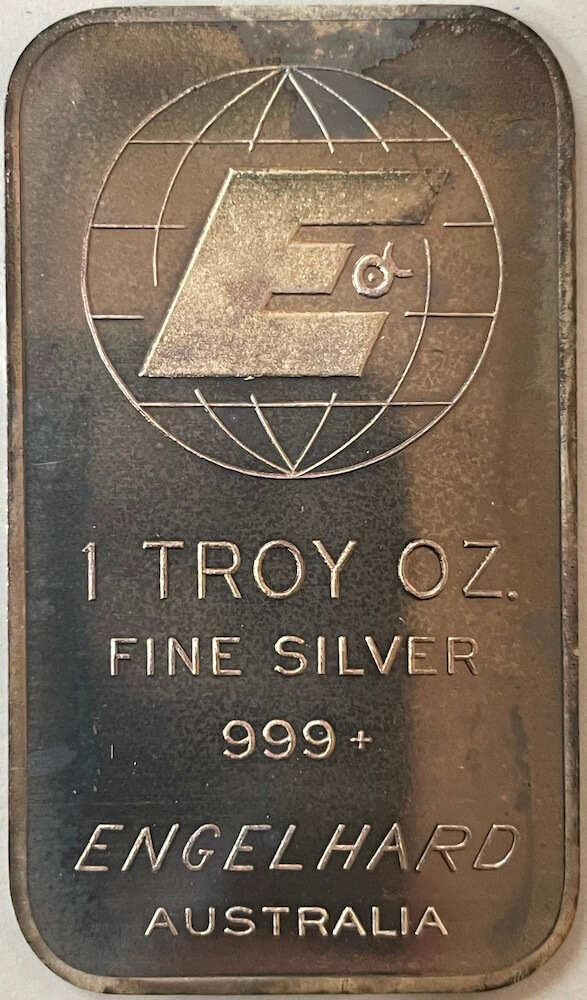 E
1 TROY OZ.
FINE SILVER
999+
ENGELHARD
AUSTRALIA